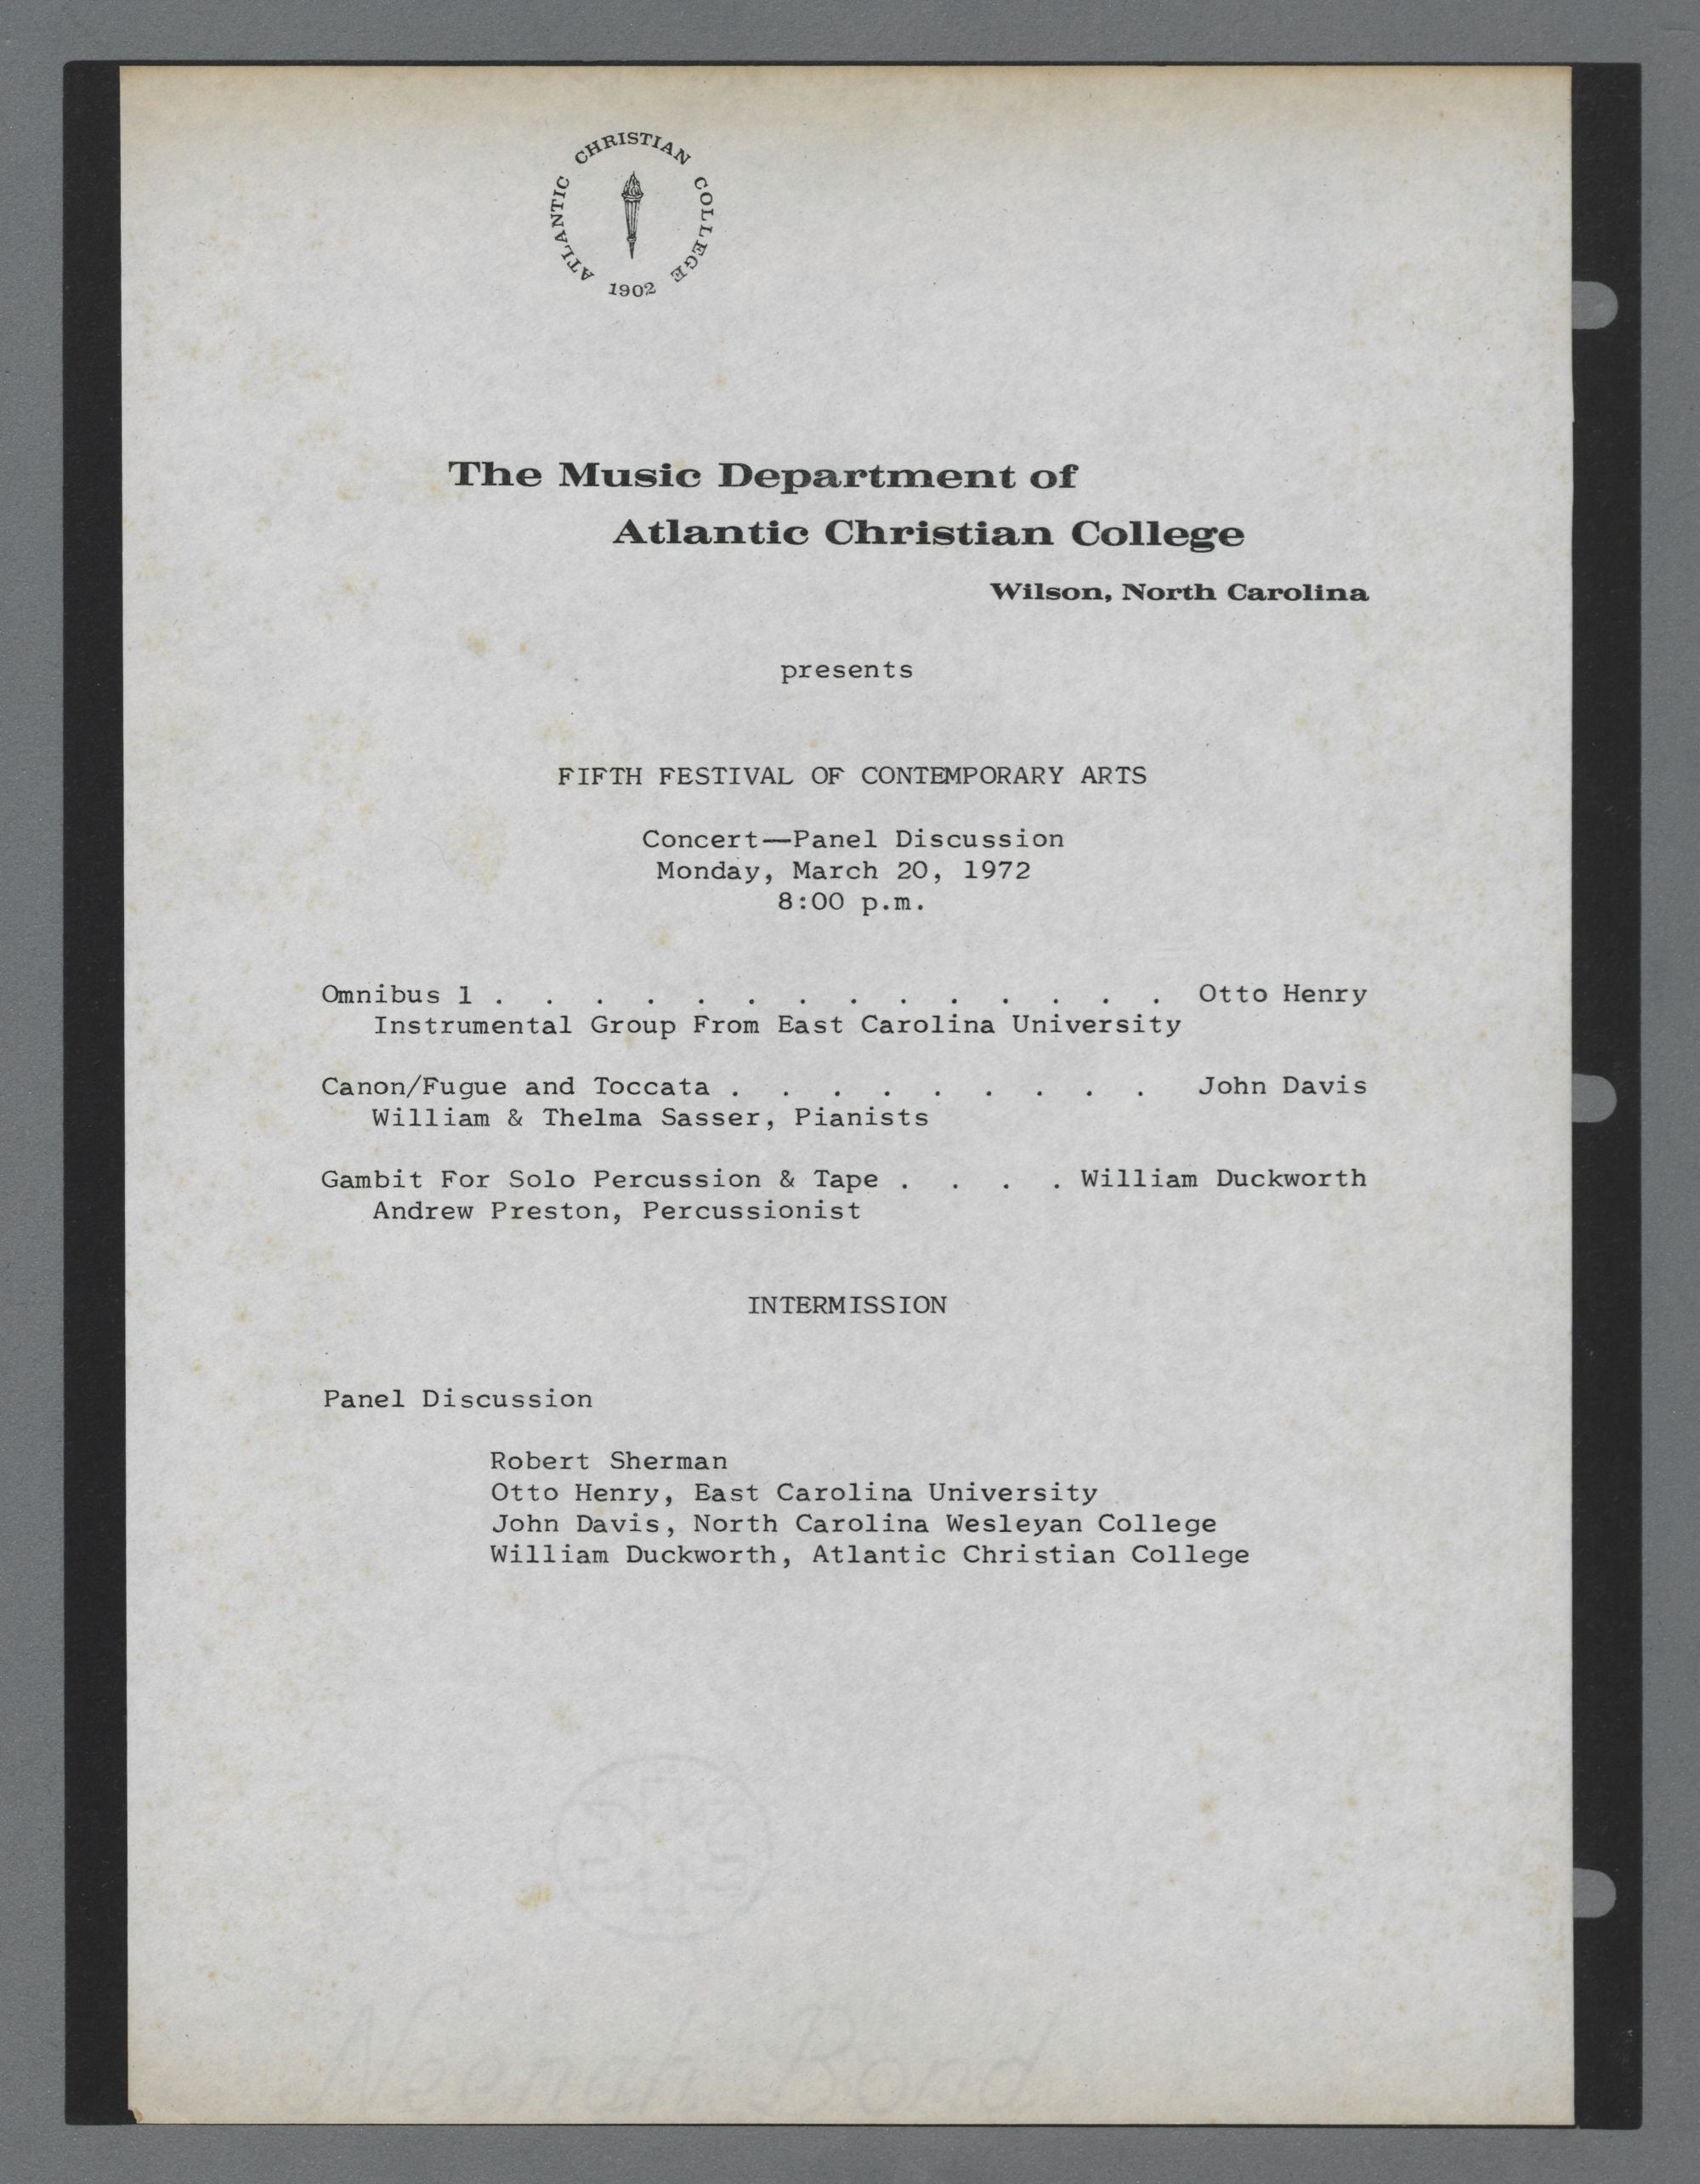 ATLANTIC CHRISTIAN COLLEGE
1902
The Music Department of
Atlantic Christian College
Wilson, North Carolina
presents
FIFTH FESTIVAL OF CONTEMPORARY ARTS
Concert—Panel Discussion
Monday, March 20, 1972
8:00 p.m.
Omnibus 1 . . . . . . . . . . . . . . Otto Henry
Instrumental Group From East Carolina University
Canon/Fugue and Toccata . . . . . . . . . John Davis
William & Thelma Sasser, Pianists
Gambit For Solo Percussion & Tape . . . . William Duckworth
Andrew Preston, Percussionist
INTERMISSION
Panel Discussion
Robert Sherman
Otto Henry, East Carolina University
John Davis, North Carolina Wesleyan College
William Duckworth, Atlantic Christian College
Neenah Bond